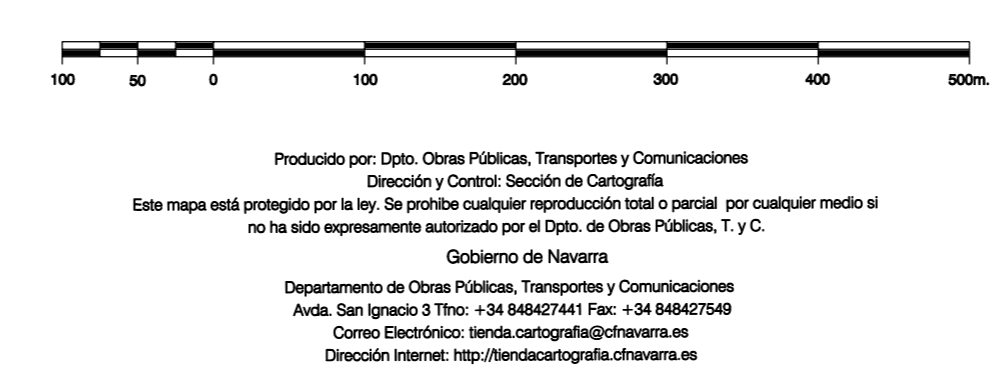 100 50 0 100 200 300 400 500m.
Producido por: Dpto. Obras Públicas, Transportes y Comunicaciones
Dirección y Control: Sección de Cartografía
Este mapa está protegido por la ley. Se prohibe cualquier reproducción total o parcial por cualquier medio si
no ha sido expresamente autorizado por el Dpto. de Obras Públicas, T. y C.
Gobierno de Navarra
Departamento de Obras Públicas, Transportes y Comunicaciones
Avda. San Ignacio 3 Tfno: +34 848427441 Fax: +34 848427549
Correo Electrónico: tienda.cartografia@cfnavarra.es
Dirección Internet: http://tiendacartografia.cfnavarra.es